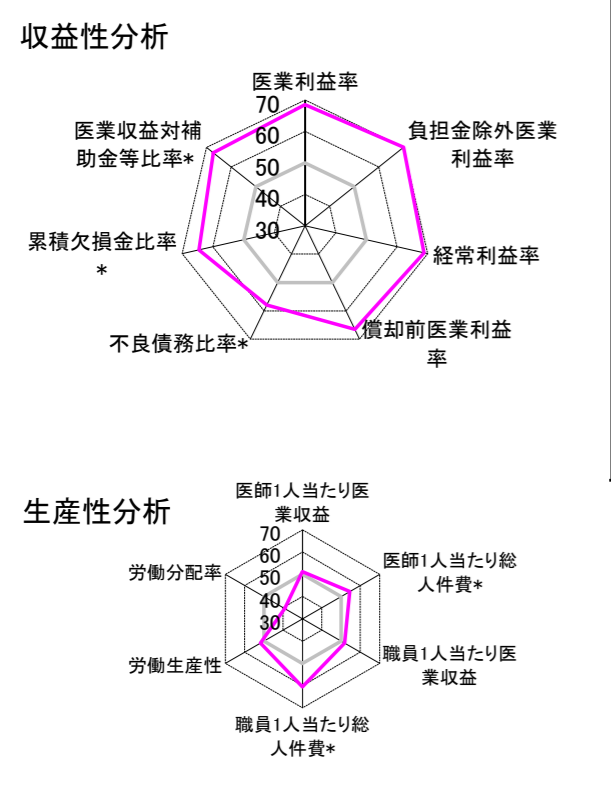 収益性分析
医業利益率
70
60
50
40
30
負担金除外医業
利益率
経常利益率
償却前医業利益
率
不良債務比率*
累積欠損金比率
*
医業収益対補
助金等比率*
生産性分析
医師1人当たり医
業収益
70
60
50
40
30
医師1人当たり総
人件費*
職員1人当たり医
業収益
職員1人当たり総
人件費*
労働生産性
労働分配率